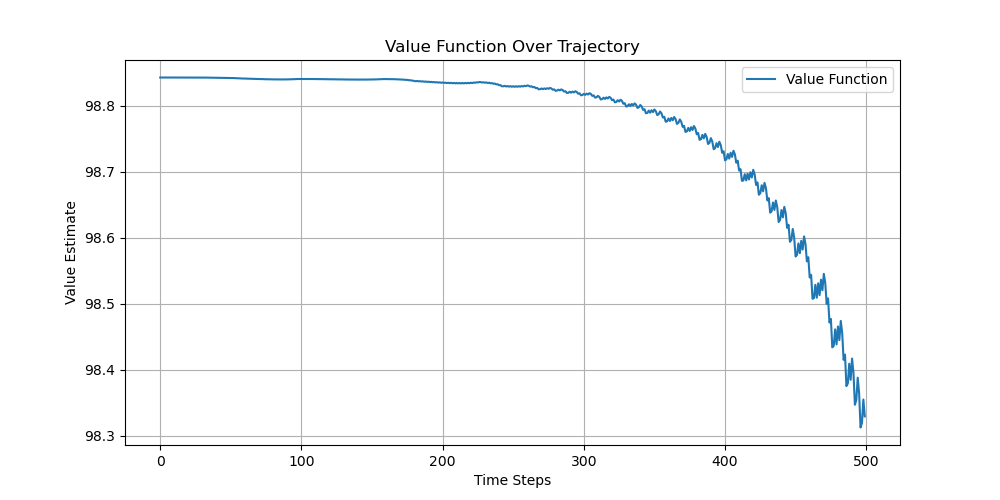 Value Function Over Trajectory
Value Function
98.8
98.7
98.6
98.5
98.4
98.3
Value Estimate
0 100 200 300 400 500
Time Steps